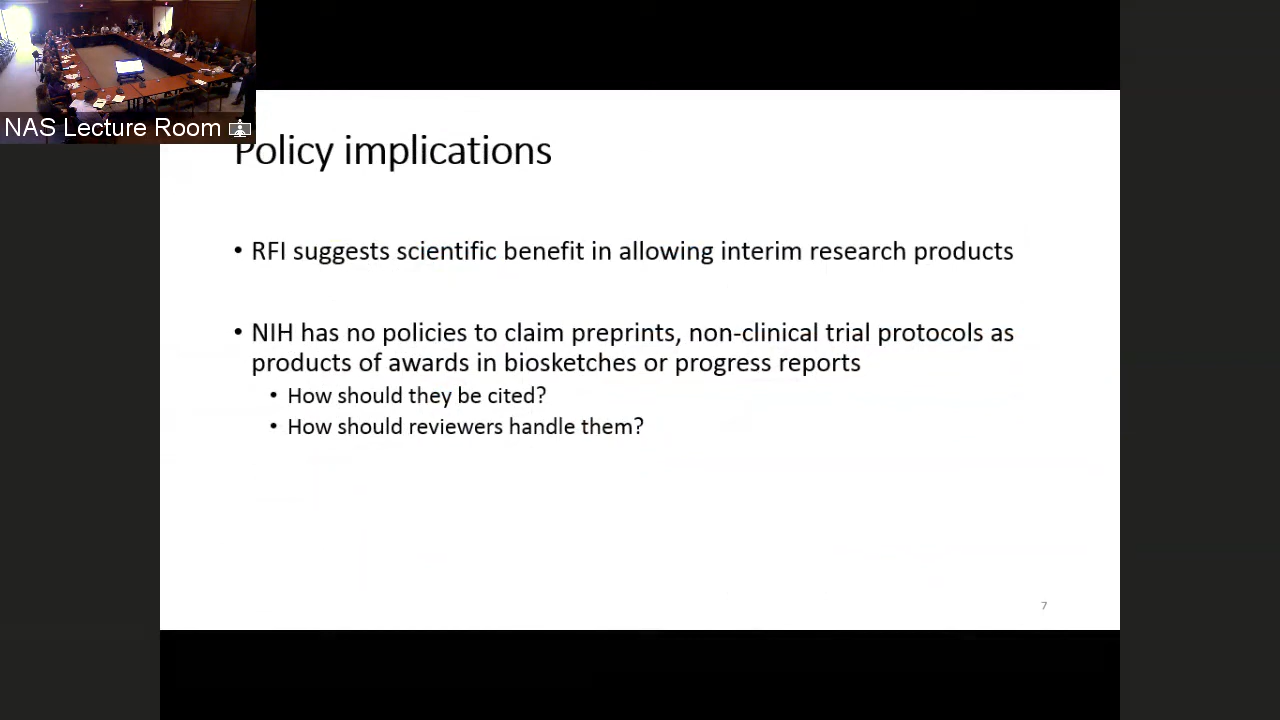 NAS Lecture Room
Policy implications
• RFI suggests scientific benefit in allowing interim research products
• NIH has no policies to claim preprints, non-clinical trial protocols as
products of awards in biosketches or progress reports
• How should they be cited?
• How should reviewers handle them?
7